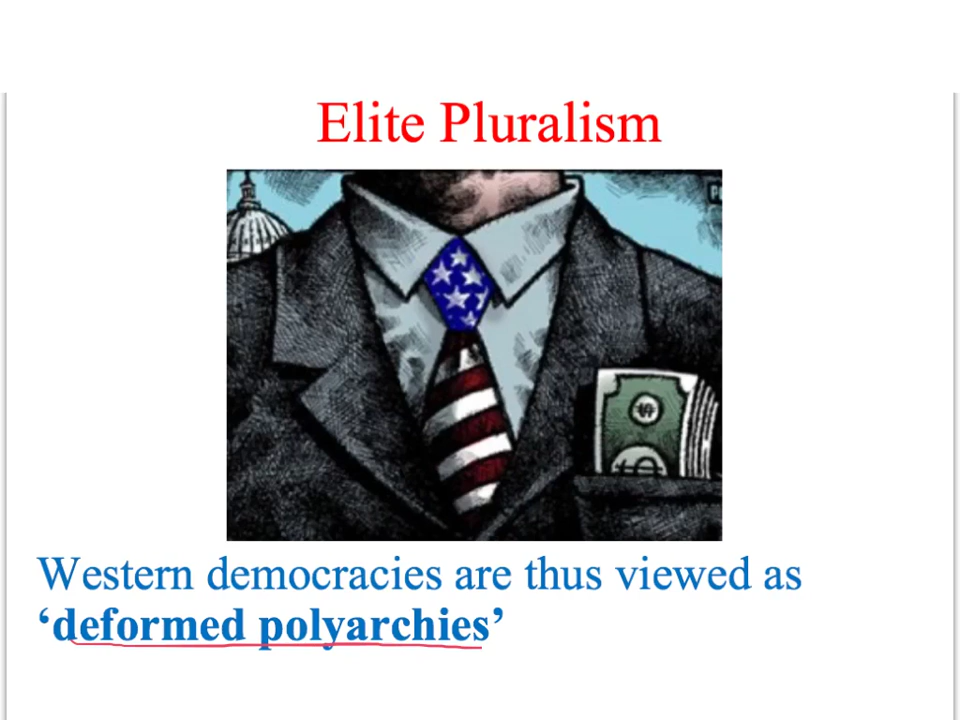 Elite Pluralism
Western democracies are thus viewed as
‘deformed polyarchies’